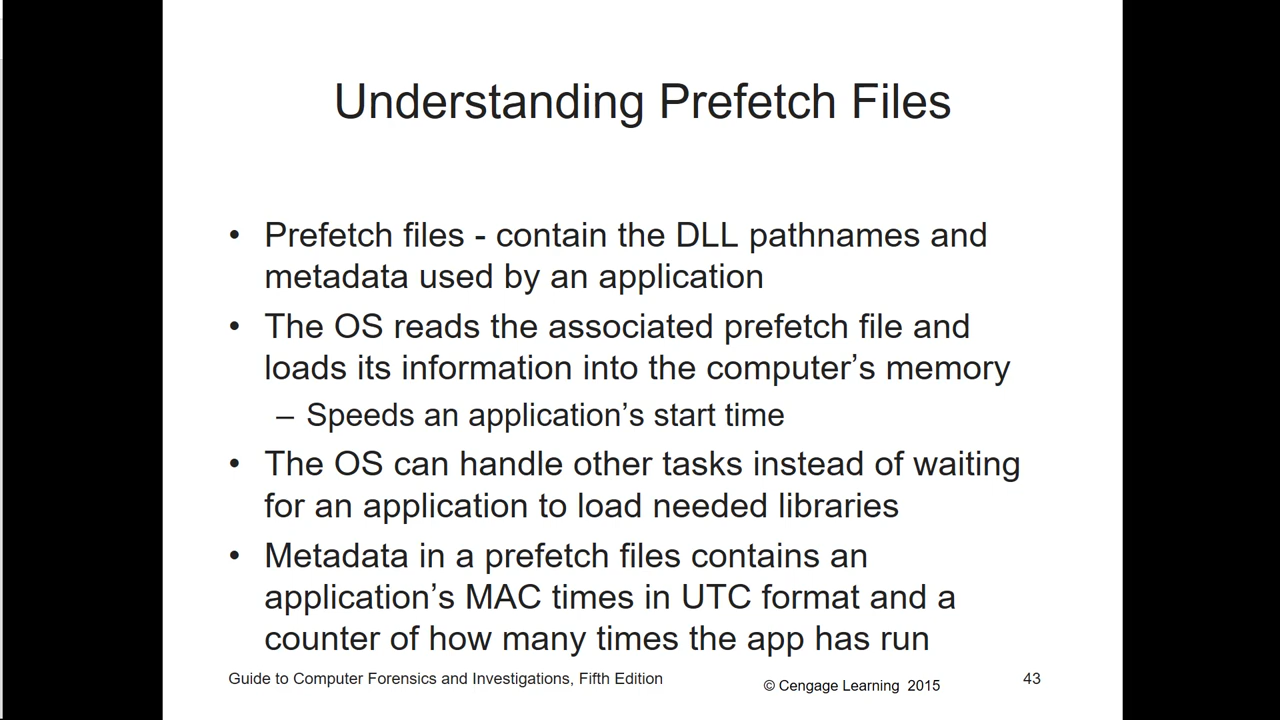 Understanding Prefetch Files
• Prefetch files - contain the DLL pathnames and
metadata used by an application
• The OS reads the associated prefetch file and
loads its information into the computer’s memory
– Speeds an application’s start time
• The OS can handle other tasks instead of waiting
for an application to load needed libraries
• Metadata in a prefetch files contains an
application’s MAC times in UTC format and a
counter of how many times the app has run
Guide to Computer Forensics and Investigations, Fifth Edition
© Cengage Learning 2015
43